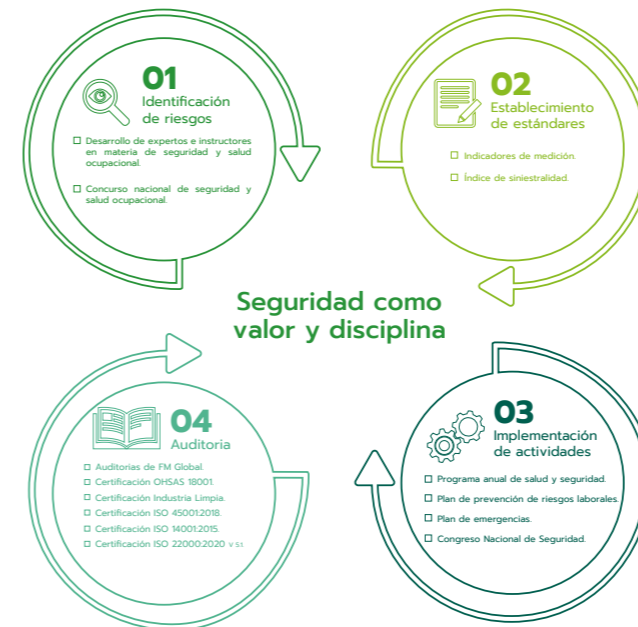 01
Identificación
de riesgos
Desarrollo de expertos e instructores
en materia de seguridad y salud
ocupacional.
Concurso nacional de seguridad y
salud ocupacional.
02
Establecimiento
de estándares
Indicadores de medición.
Índice de siniestralidad.
Seguridad como
valor y disciplina
03
Implementación
de actividades
Programa anual de salud y seguridad.
Plan de prevención de riesgos laborales.
Plan de emergencias.
Congreso Nacional de Seguridad.
04
Auditoria
Auditorias de FM Global.
Certificación OHSAS 18001.
Certificación Industria Limpia.
Certificación ISO 45001:2018.
Certificación ISO 14001:2015.
Certificación ISO 22000:2020 V 5.1